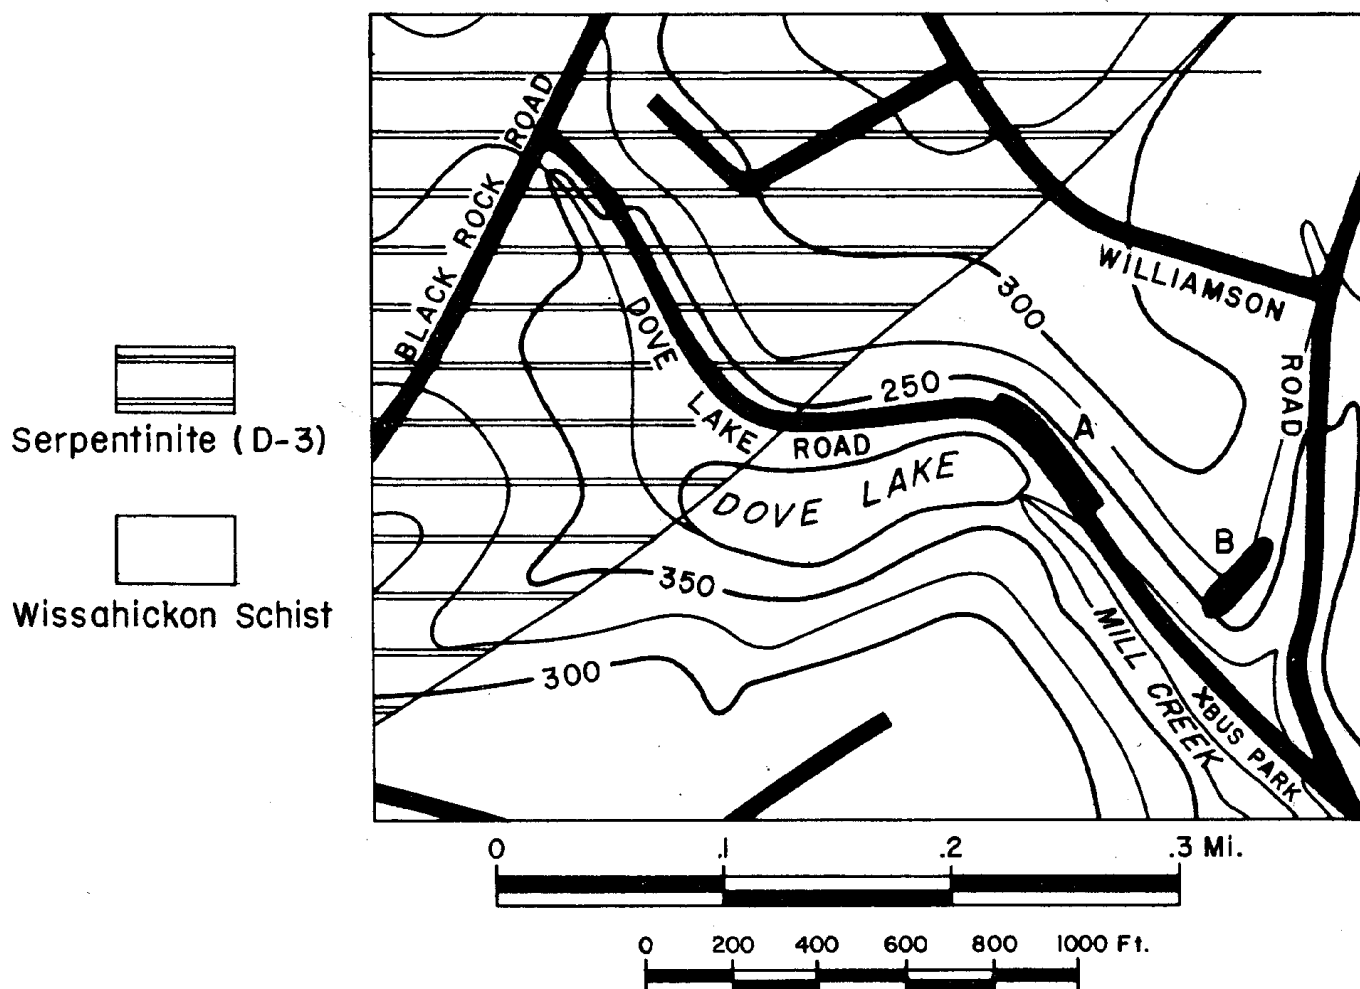 BLACK ROCK ROAD
WILLIAMSON
ROAD
300
DOVE LAKE ROAD
250
A
DOVE LAKE
B
350
MILL CREEK
300
XBUS PARK
Serpentinite (D-3)
Wissahickon Schist
0 .1 .2 .3 Mi.
0 200 400 600 800 1000 Ft.